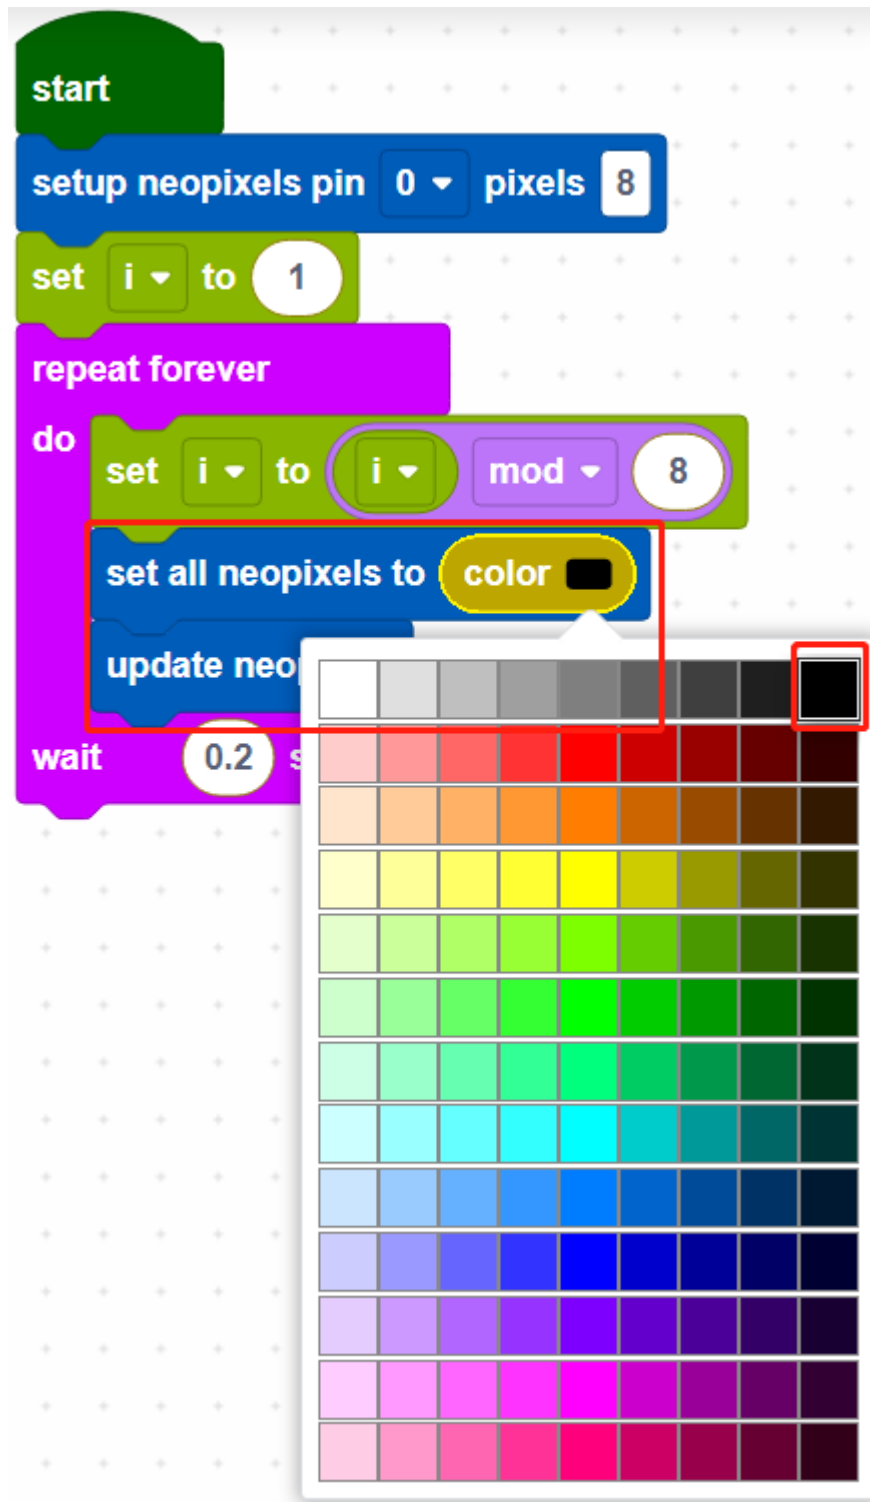 start
setup neopixels pin 0 pixels 8
set i to 1
repeat forever
do
set i to i mod 8
set all neopixels to color
update
wait 0.2